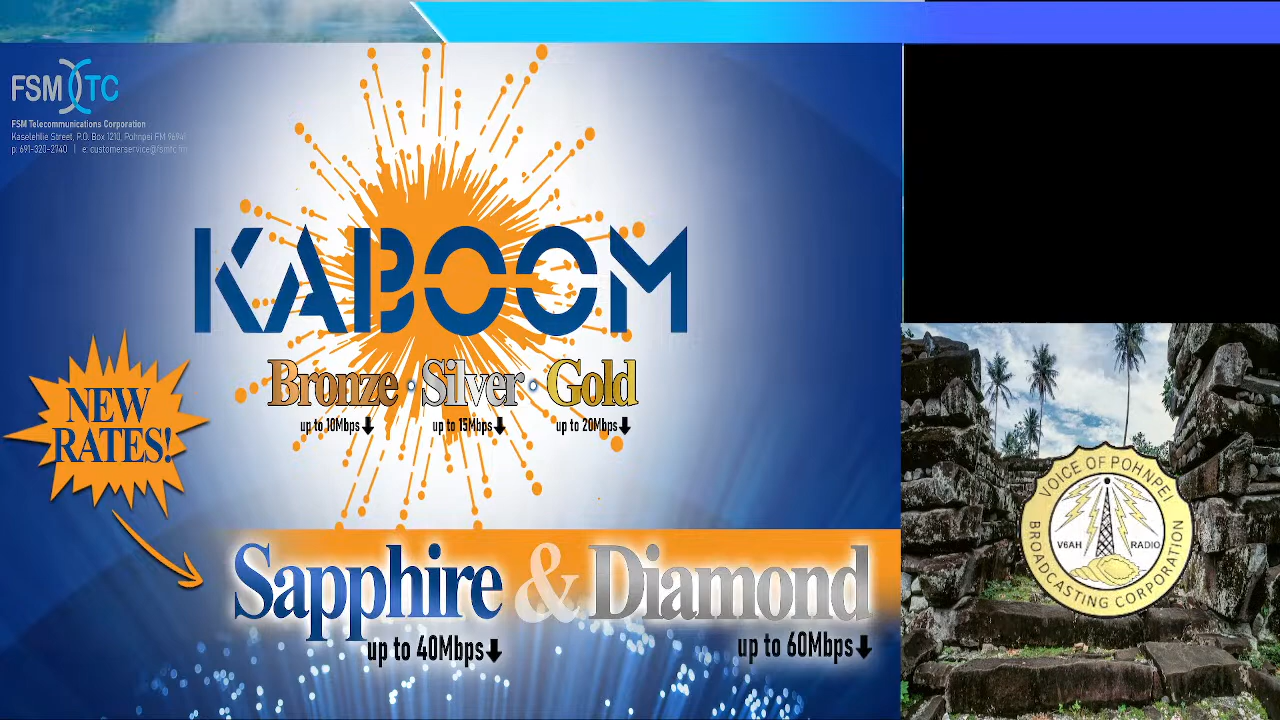 FSM TC
FSM Telecommunications Corporation
Kaselehlie Street, P.O. Box 1210, Pohnpei FM 96941
p: 691-320-2740 | e: customerservice@fsmtc.fm
KABOOM
Bronze · Silver · Gold
up to 10Mbps up to 15Mbps up to 20Mbps
NEW
RATES!
Sapphire & Diamond
up to 40Mbps up to 60Mbps
VOICE OF POHNPEI
V6AH RADIO
BROADCASTING CORPORATION